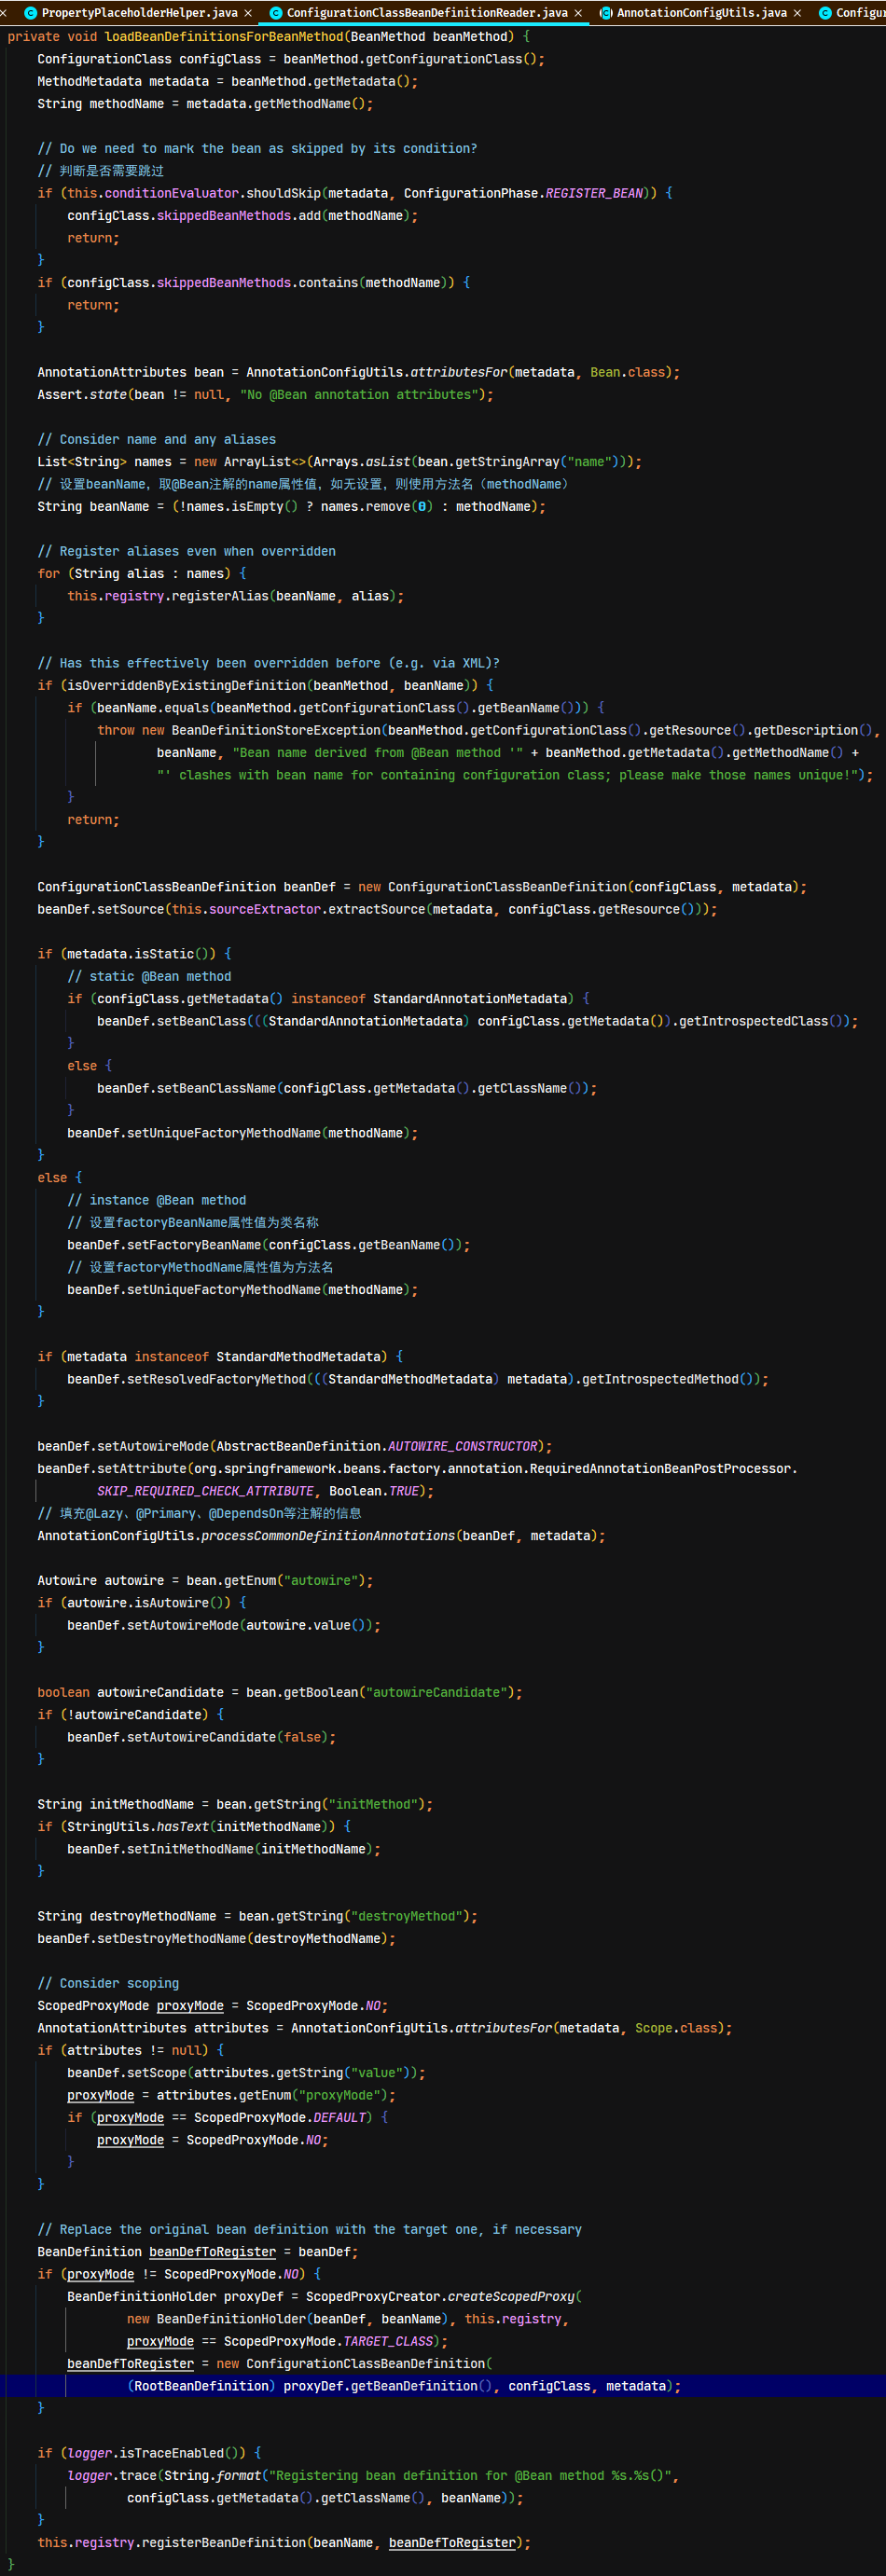 PropertyPlaceholderHelper.java ConfigurationClassBeanDefinitionReader.java AnnotationConfigUtils.java Configur
private void loadBeanDefinitionsForBeanMethod(BeanMethod beanMethod) {
ConfigurationClass configClass = beanMethod.getConfigurationClass();
MethodMetadata metadata = beanMethod.getMetadata();
String methodName = metadata.getMethodName();
// Do we need to mark the bean as skipped by its condition?
// 判断是否需要跳过
if (this.conditionEvaluator.shouldSkip(metadata, ConfigurationPhase.REGISTER_BEAN)) {
configClass.skippedBeanMethods.add(methodName);
return;
}
if (configClass.skippedBeanMethods.contains(methodName)) {
return;
}
AnnotationAttributes bean = AnnotationConfigUtils.attributesFor(metadata, Bean.class);
Assert.state(bean != null, "No @Bean annotation attributes");
// Consider name and any aliases
List<String> names = new ArrayList<>(Arrays.asList(bean.getStringArray("name")));
// 设置beanName，取@Bean注解的name属性值，如无设置，则使用方法名（methodName）
String beanName = (!names.isEmpty() ? names.remove(0) : methodName);
// Register aliases even when overridden
for (String alias : names) {
this.registry.registerAlias(beanName, alias);
}
// Has this effectively been overridden before (e.g. via XML)?
if (isOverriddenByExistingDefinition(beanMethod, beanName)) {
if (beanName.equals(beanMethod.getConfigurationClass().getBeanName())) {
throw new BeanDefinitionStoreException(beanMethod.getConfigurationClass().getResource().getDescription(),
beanName, "Bean name derived from @Bean method '" + beanMethod.getMetadata().getMethodName() +
"' clashes with bean name for containing configuration class; please make those names unique!");
}
return;
}
ConfigurationClassBeanDefinition beanDef = new ConfigurationClassBeanDefinition(configClass, metadata);
beanDef.setSource(this.sourceExtractor.extractSource(metadata, configClass.getResource()));
if (metadata.isStatic()) {
// static @Bean method
if (configClass.getMetadata() instanceof StandardAnnotationMetadata) {
beanDef.setBeanClass(((StandardAnnotationMetadata) configClass.getMetadata()).getIntrospectedClass());
}
else {
beanDef.setBeanClassName(configClass.getMetadata().getClassName());
}
beanDef.setUniqueFactoryMethodName(methodName);
}
else {
// instance @Bean method
// 设置factoryBeanName属性值为类名称
beanDef.setFactoryBeanName(configClass.getBeanName());
// 设置factoryMethodName属性值为方法名
beanDef.setUniqueFactoryMethodName(methodName);
}
if (metadata instanceof StandardMethodMetadata) {
beanDef.setResolvedFactoryMethod(((StandardMethodMetadata) metadata).getIntrospectedMethod());
}
beanDef.setAutowireMode(AbstractBeanDefinition.AUTOWIRE_CONSTRUCTOR);
beanDef.setAttribute(org.springframework.beans.factory.annotation.RequiredAnnotationBeanPostProcessor.
SKIP_REQUIRED_CHECK_ATTRIBUTE, Boolean.TRUE);
// 填充@Lazy、@Primary、@DependsOn等注解的信息
AnnotationConfigUtils.processCommonDefinitionAnnotations(beanDef, metadata);
Autowire autowire = bean.getEnum("autowire");
if (autowire.isAutowire()) {
beanDef.setAutowireMode(autowire.value());
}
boolean autowireCandidate = bean.getBoolean("autowireCandidate");
if (!autowireCandidate) {
beanDef.setAutowireCandidate(false);
}
String initMethodName = bean.getString("initMethod");
if (StringUtils.hasText(initMethodName)) {
beanDef.setInitMethodName(initMethodName);
}
String destroyMethodName = bean.getString("destroyMethod");
beanDef.setDestroyMethodName(destroyMethodName);
// Consider scoping
ScopedProxyMode proxyMode = ScopedProxyMode.NO;
AnnotationAttributes attributes = AnnotationConfigUtils.attributesFor(metadata, Scope.class);
if (attributes != null) {
beanDef.setScope(attributes.getString("value"));
proxyMode = attributes.getEnum("proxyMode");
if (proxyMode == ScopedProxyMode.DEFAULT) {
proxyMode = ScopedProxyMode.NO;
}
}
// Replace the original bean definition with the target one, if necessary
BeanDefinition beanDefToRegister = beanDef;
if (proxyMode != ScopedProxyMode.NO) {
BeanDefinitionHolder proxyDef = ScopedProxyCreator.createScopedProxy(
new BeanDefinitionHolder(beanDef, beanName), this.registry,
proxyMode == ScopedProxyMode.TARGET_CLASS);
beanDefToRegister = new ConfigurationClassBeanDefinition(
(RootBeanDefinition) proxyDef.getBeanDefinition(), configClass, metadata);
}
if (logger.isTraceEnabled()) {
logger.trace(String.format("Registering bean definition for @Bean method %s.%s()",
configClass.getMetadata().getClassName(), beanName));
}
this.registry.registerBeanDefinition(beanName, beanDefToRegister);
}